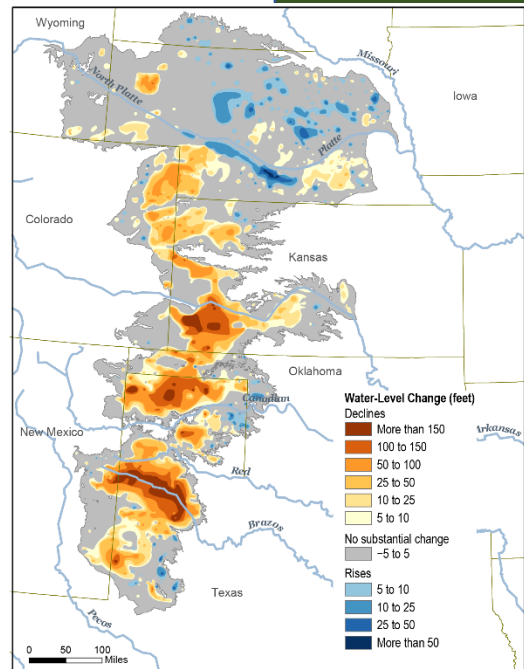 Wyoming
Missouri
North Platte
Iowa
Platte
Colorado
Kansas
Oklahoma
Canadian
New Mexico
Arkansas
Red
Brazos
Texas
Pecos
Water-Level Change (feet)
Declines
More than 150
100 to 150
50 to 100
25 to 50
10 to 25
5 to 10
No substantial change
−5 to 5
Rises
5 to 10
10 to 25
25 to 50
More than 50
0 50 100
Miles